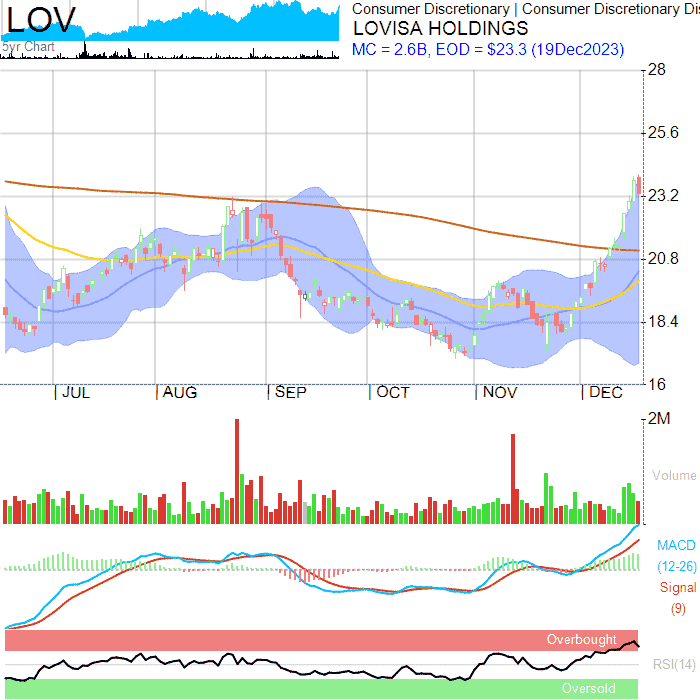 LOV
5yr Chart
Consumer Discretionary | Consumer Discretionary Dis
LOVISA HOLDINGS
MC = 2.6B, EOD = $23.3 (19Dec2023)
28
25.6
23.2
20.8
18.4
16
JUL AUG SEP OCT NOV DEC
2M
Volume
MACD
(12-26)
Signal
(9)
Overbought
RSI(14)
Oversold